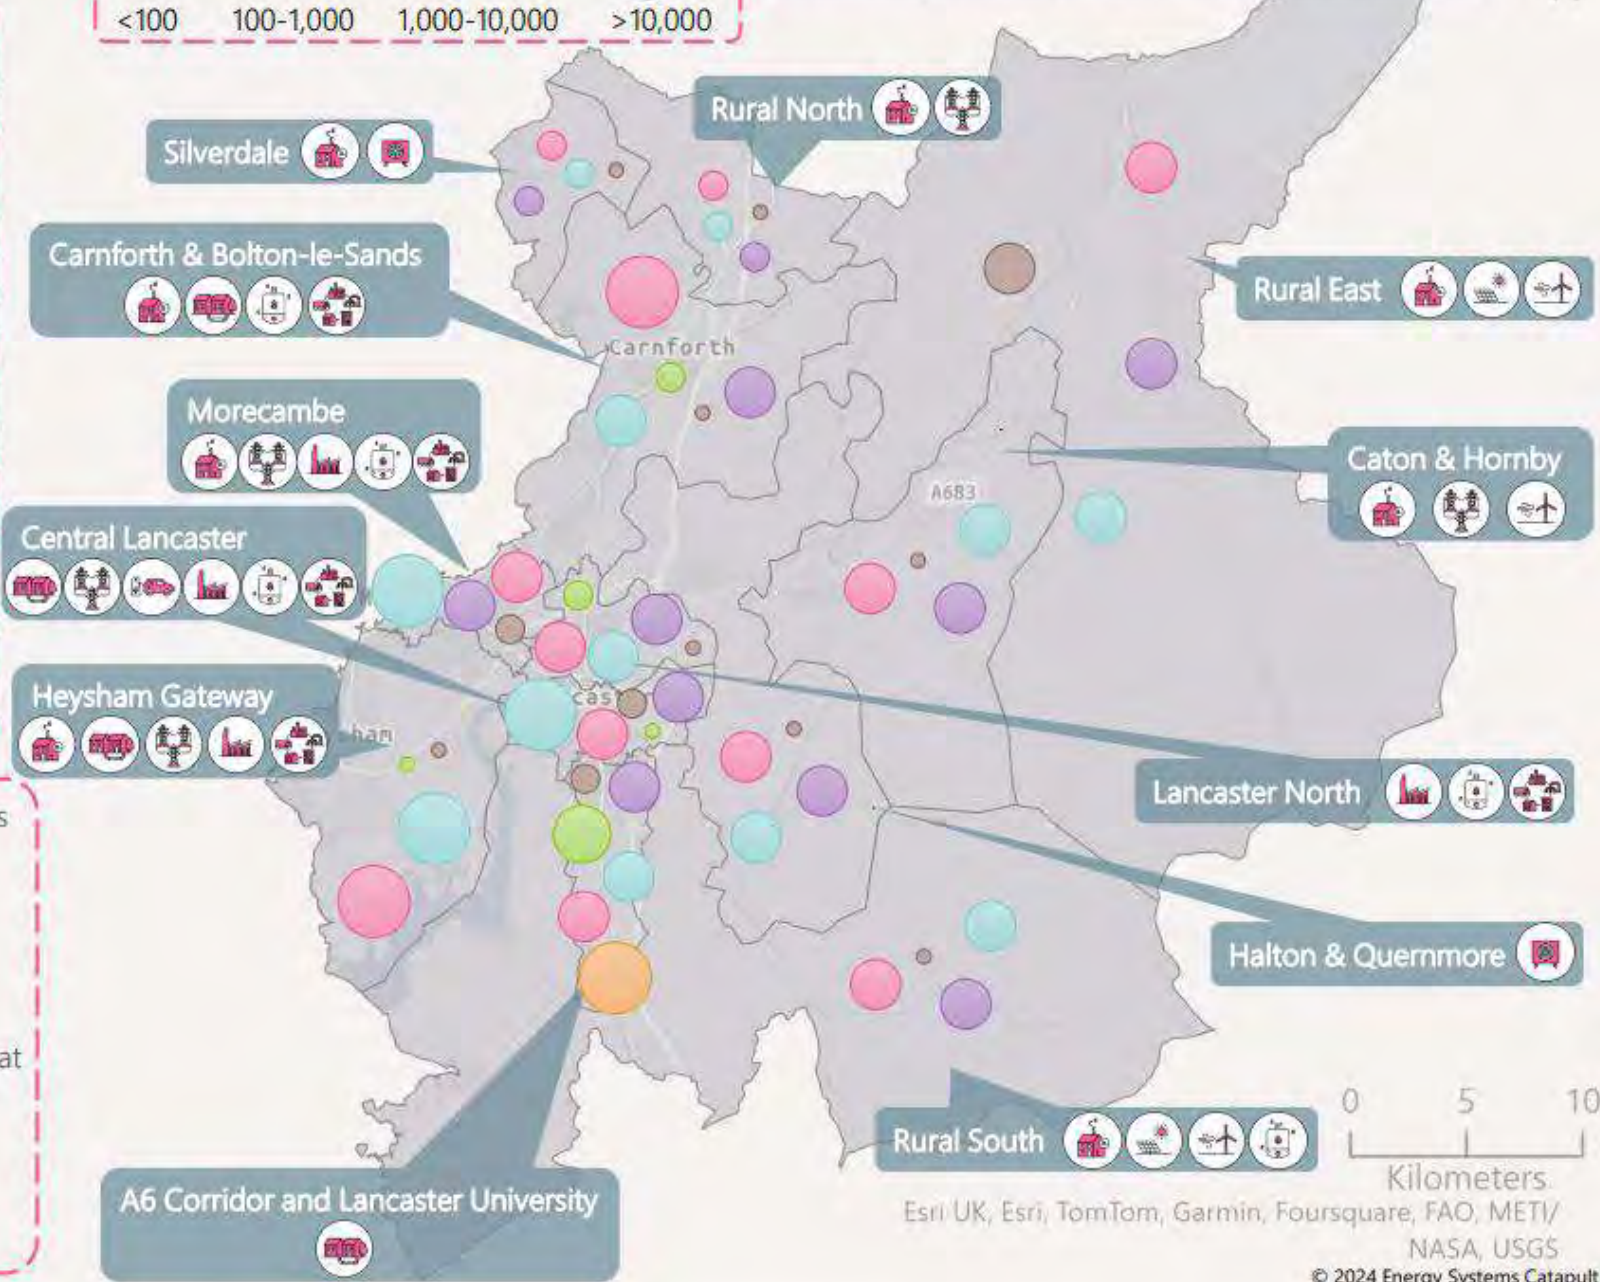 <100 100-1,000 1,000-10,000 >10,000
Rural North
Silverdale
Carnforth & Bolton-le-Sands
Rural East
Carnforth
Morecambe
Caton & Hornby
A683
Central Lancaster
Heysham Gateway
cas
ham
Lancaster North
s
Halton & Quernmore
at
0 5 10
Rural South
Kilometers
A6 Corridor and Lancaster University
Esri UK, Esri, TomTom, Garmin, Foursquare, FAO, METI/
NASA, USGS
© 2024 Energy Systems Catapult